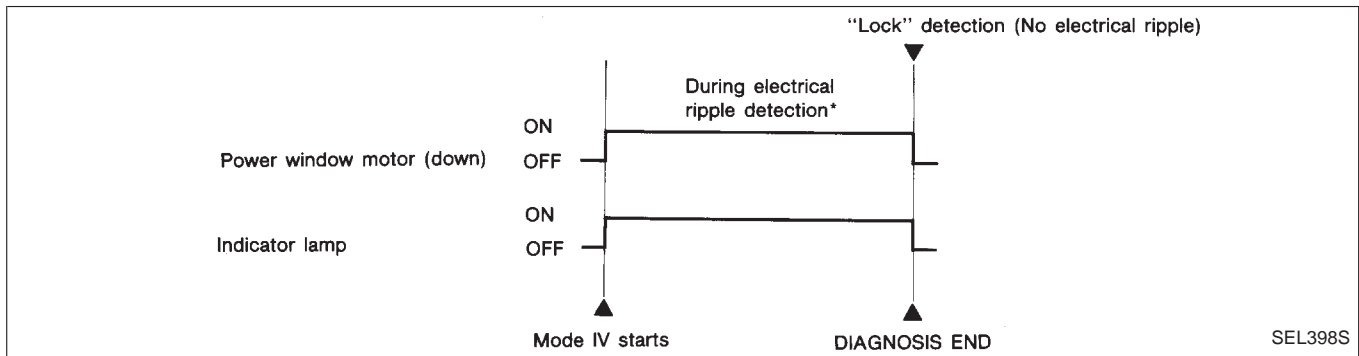 "Lock" detection (No electrical ripple)
During electrical
ripple detection*
ON
Power window motor (down)
OFF
ON
Indicator lamp
OFF
Mode IV starts
DIAGNOSIS END
SEL398S